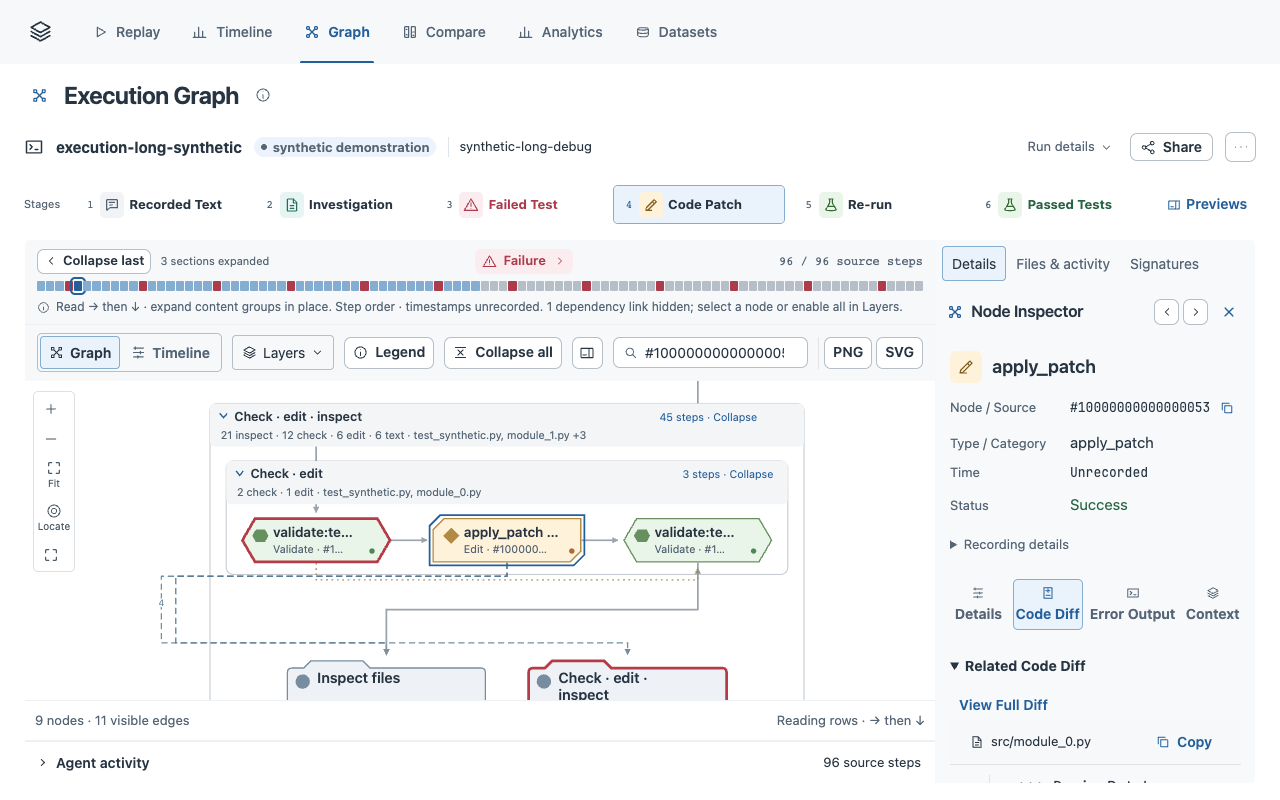 Replay
Timeline
Graph
Compare
Analytics
Datasets
Execution Graph
execution-long-synthetic
synthetic demonstration
synthetic-long-debug
Run details
Share
Stages
1 Recorded Text
2 Investigation
3 Failed Test
4 Code Patch
5 Re-run
6 Passed Tests
Previews
Collapse last
3 sections expanded
Failure
96 / 96 source steps
Read → then ↓ · expand content groups in place. Step order · timestamps unrecorded. 1 dependency link hidden; select a node or enable all in Layers.
Graph
Timeline
Layers
Legend
Collapse all
PNG
SVG
Fit
Locate
Check · edit · inspect
45 steps · Collapse
21 inspect · 12 check · 6 edit · 6 text · test_synthetic.py, module_1.py +3
Check · edit
3 steps · Collapse
2 check · 1 edit · test_synthetic.py, module_0.py
validate:te...
Validate · #1...
apply_patch ...
Edit · #100000...
validate:te...
Validate · #1...
4
Inspect files
Check · edit ·
inspect
9 nodes · 11 visible edges
Reading rows · → then ↓
Agent activity
96 source steps
Details
Files & activity
Signatures
Node Inspector
apply_patch
Node / Source
#10000000000000053
Type / Category
apply_patch
Time
Unrecorded
Status
Success
Recording details
Details
Code Diff
Error Output
Context
Related Code Diff
View Full Diff
src/module_0.py
Copy